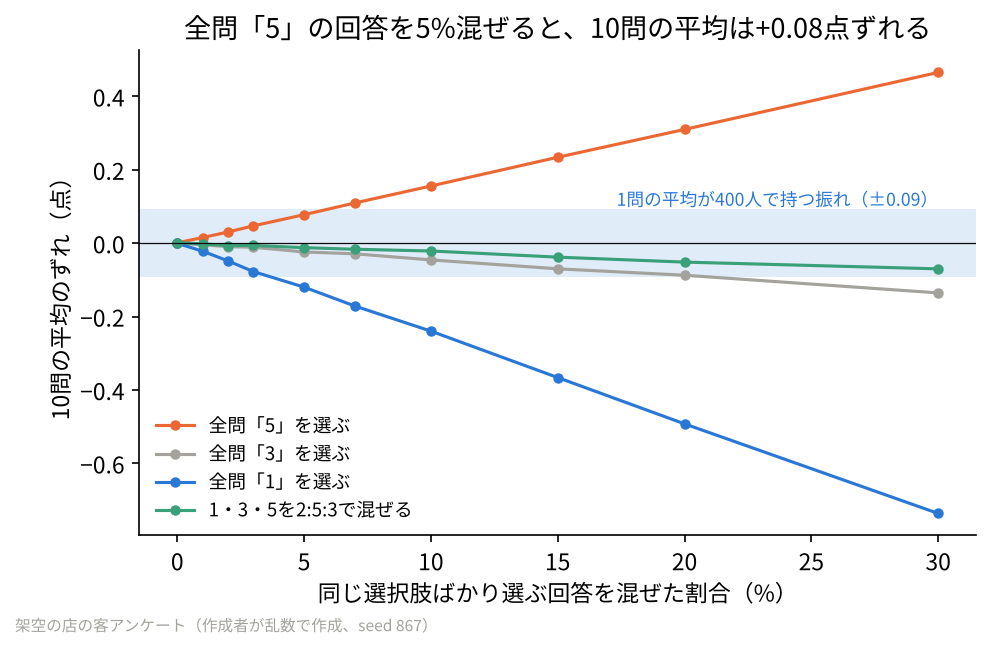 全問「5」の回答を5%混ぜると、10問の平均は+0.08点ずれる
10問の平均のずれ（点）
0.4
0.2
0.0
−0.2
−0.4
−0.6
1問の平均が400人で持つ振れ（±0.09）
全問「5」を選ぶ
全問「3」を選ぶ
全問「1」を選ぶ
1・3・5を2:5:3で混ぜる
0 5 10 15 20 25 30
同じ選択肢ばかり選ぶ回答を混ぜた割合（%）
架空の店の客アンケート（作成者が乱数で作成、seed 867）